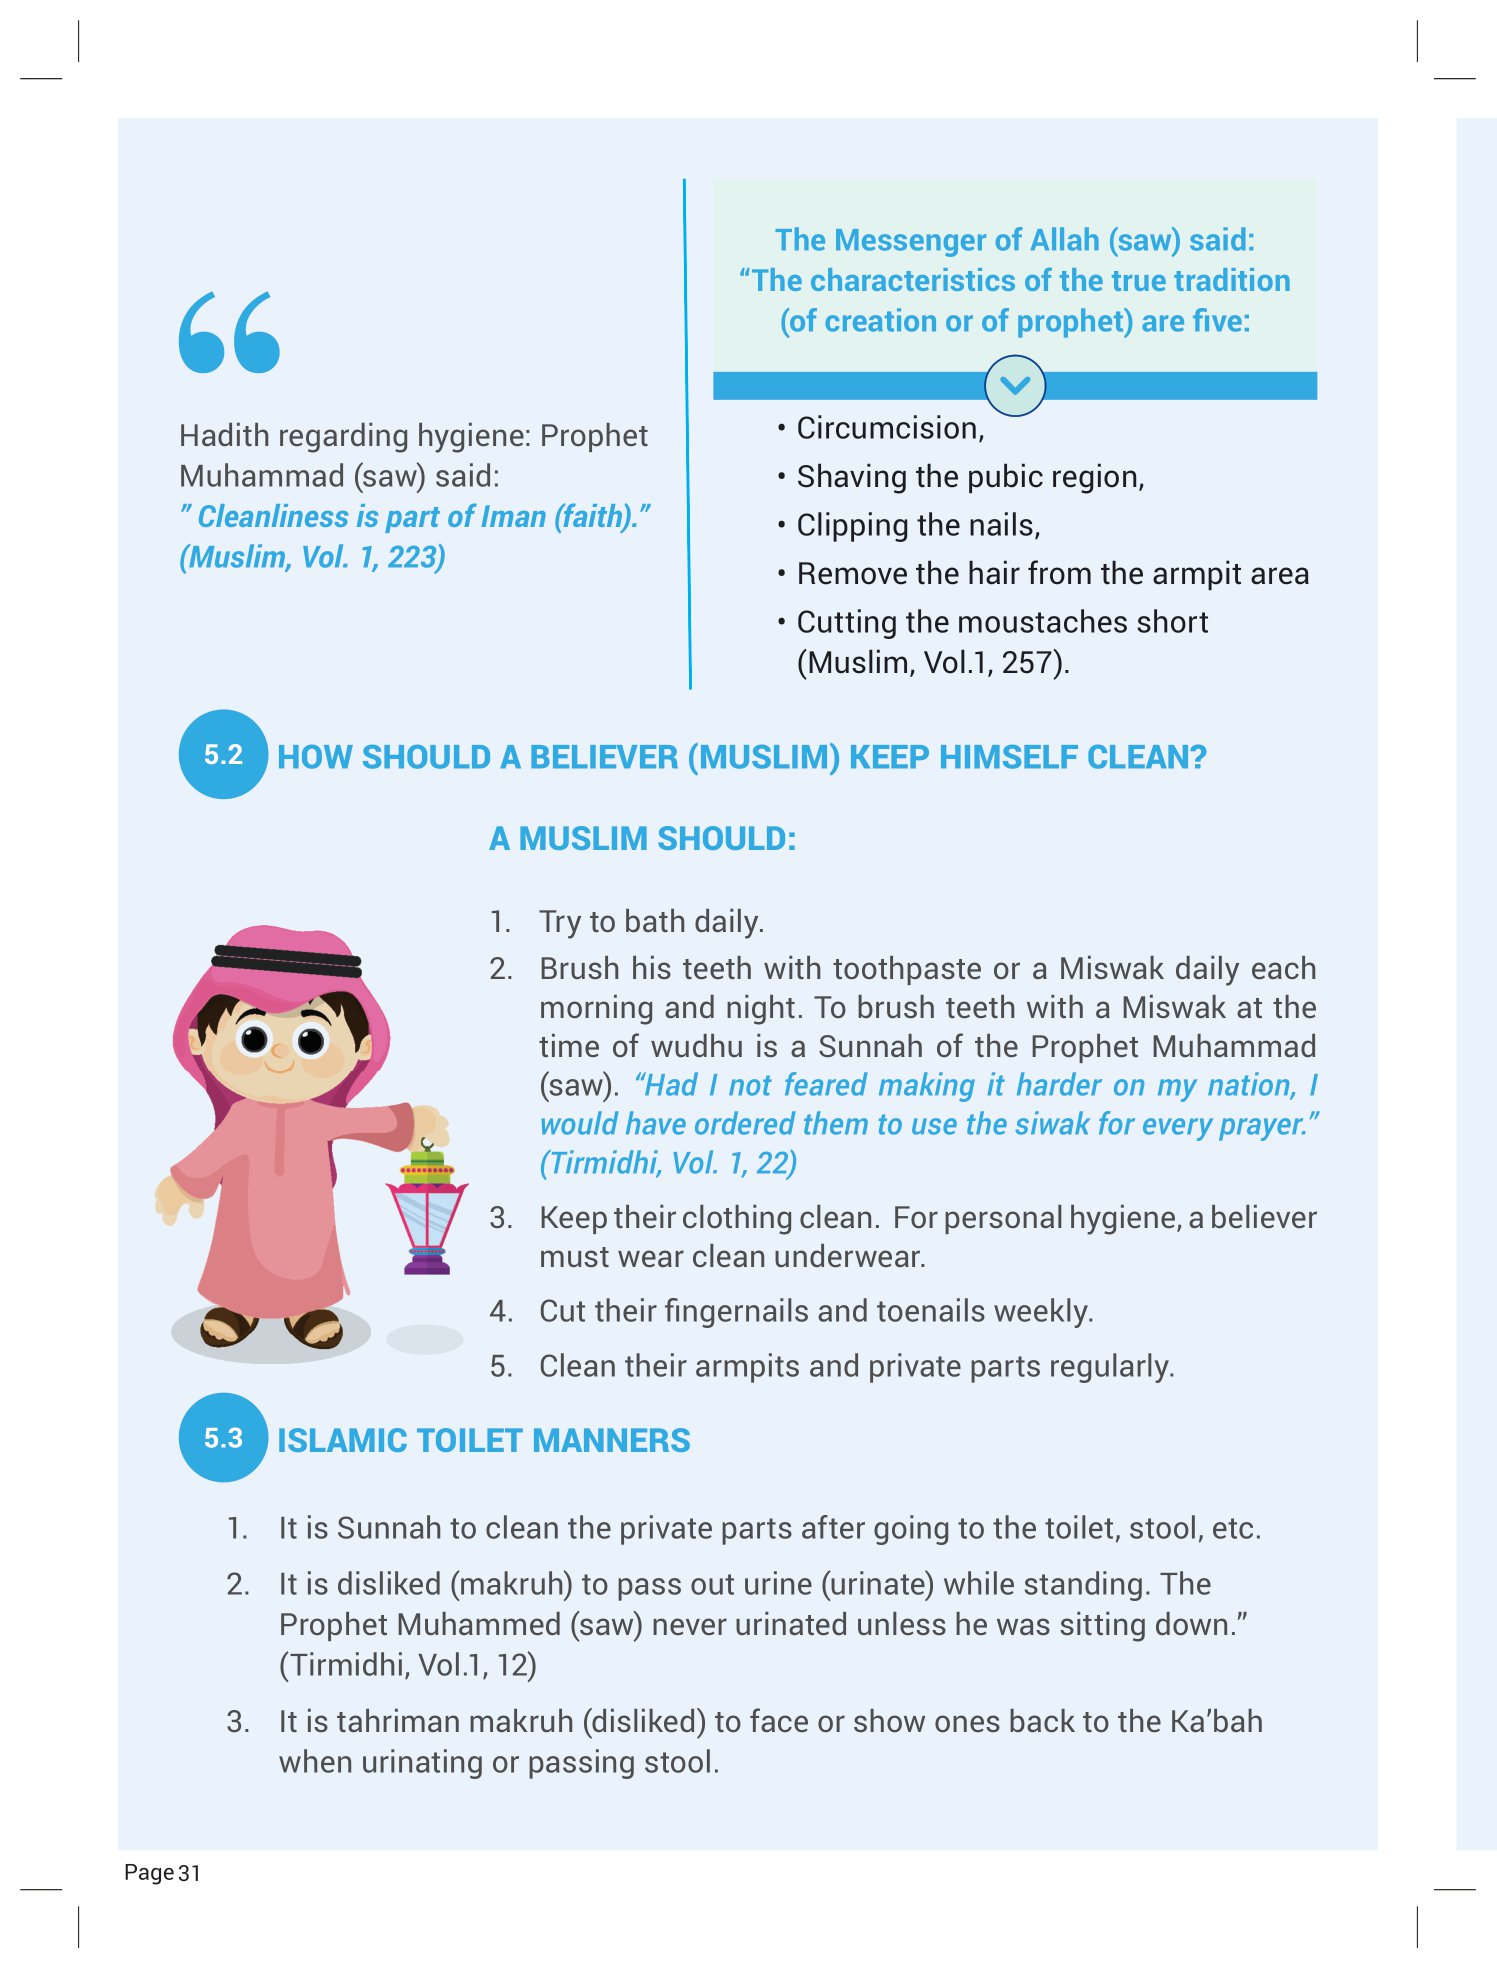 Hadith regarding hygiene: Prophet
Muhammad (saw) said:
” Cleanliness is part of Iman (faith).”
(Muslim, Vol. 1, 223)
The Messenger of Allah (saw) said:
“The characteristics of the true tradition
(of creation or of prophet) are five:
• Circumcision,
• Shaving the pubic region,
• Clipping the nails,
• Remove the hair from the armpit area
• Cutting the moustaches short
(Muslim, Vol.1, 257).
5.2 HOW SHOULD A BELIEVER (MUSLIM) KEEP HIMSELF CLEAN?
A MUSLIM SHOULD:
1. Try to bath daily.
2. Brush his teeth with toothpaste or a Miswak daily each
morning and night. To brush teeth with a Miswak at the
time of wudhu is a Sunnah of the Prophet Muhammad
(saw). “Had I not feared making it harder on my nation, I
would have ordered them to use the siwak for every prayer.”
(Tirmidhi, Vol. 1, 22)
3. Keep their clothing clean. For personal hygiene, a believer
must wear clean underwear.
4. Cut their fingernails and toenails weekly.
5. Clean their armpits and private parts regularly.
5.3 ISLAMIC TOILET MANNERS
1. It is Sunnah to clean the private parts after going to the toilet, stool, etc.
2. It is disliked (makruh) to pass out urine (urinate) while standing. The
Prophet Muhammed (saw) never urinated unless he was sitting down.”
(Tirmidhi, Vol.1, 12)
3. It is tahriman makruh (disliked) to face or show ones back to the Ka’bah
when urinating or passing stool.
Page 31